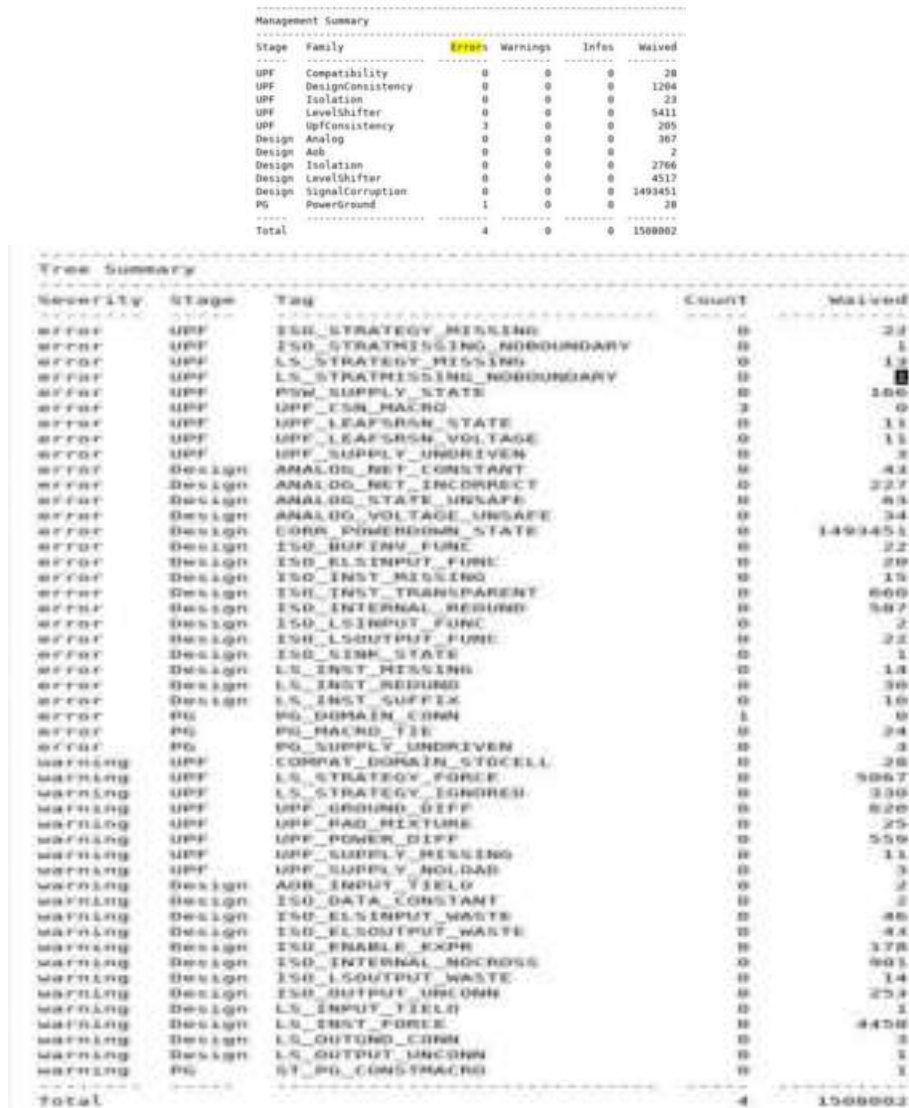 Management Summary
Stage Family Errors Warnings Infos Waived
UPF Compatibility 0 0 0 28
UPF DesignConsistency 0 0 0 1204
UPF Isolation 0 0 0 23
UPF LevelShifter 0 0 0 5411
UPF UpfConsistency 3 0 0 205
Design Analog 0 0 0 367
Design Aob 0 0 0 2
Design Isolation 0 0 0 2766
Design LevelShifter 0 0 0 4517
Design SignalCorruption 0 0 0 1493451
PG PowerGround 1 0 0 28
Total 4 0 0 1508002
Tree Summary
Severity Stage Tag Count Waived
error UPF ISO_STRATEGY_MISSING 0 22
error UPF ISO_STRATMISSING_NOBOUNDARY 0 1
error UPF LS_STRATEGY_MISSING 0 13
error UPF LS_STRATMISSING_NOBOUNDARY 0
error UPF PSW_SUPPLY_STATE 0 166
error UPF UPF_CSN_MACRO 3 0
error UPF UPF_LEAFSRSN_STATE 0 11
error UPF UPF_LEAFSRSN_VOLTAGE 0 11
error UPF UPF_SUPPLY_UNDRIVEN 0 3
error Design ANALOG_NET_CONSTANT 0 43
error Design ANALOG_NET_INCORRECT 0 227
error Design ANALOG_STATE_UNSAFE 0 63
error Design ANALOG_VOLTAGE_UNSAFE 0 34
error Design CORR_POWERDOWN_STATE 0 1493451
error Design ISO_BUFINV_FUNC 0 22
error Design ISO_ELSINPUT_FUNC 0 20
error Design ISO_INST_MISSING 0 15
error Design ISO_INST_TRANSPARENT 0 660
error Design ISO_INTERNAL_REDUND 0 587
error Design ISO_LSINPUT_FUNC 0 2
error Design ISO_LSOUTPUT_FUNC 0 22
error Design ISO_SINK_STATE 0 1
error Design LS_INST_MISSING 0 14
error Design LS_INST_REDUND 0 30
error Design LS_INST_SUFFIX 0 10
error PG PG_DOMAIN_CONN 1 0
error PG PG_MACRO_TIE 0 24
error PG PG_SUPPLY_UNDRIVEN 0 3
warning UPF COMPAT_DOMAIN_STDCELL 0 28
warning UPF LS_STRATEGY_FORCE 0 5067
warning UPF LS_STRATEGY_IGNORED 0 330
warning UPF UPF_GROUND_DIFF 0 620
warning UPF UPF_PAD_MIXTURE 0 25
warning UPF UPF_POWER_DIFF 0 559
warning UPF UPF_SUPPLY_MISSING 0 11
warning UPF UPF_SUPPLY_NOLOAD 0 3
warning Design AOB_INPUT_TIELO 0 2
warning Design ISO_DATA_CONSTANT 0 2
warning Design ISO_ELSINPUT_WASTE 0 46
warning Design ISO_ELSOUTPUT_WASTE 0 43
warning Design ISO_ENABLE_EXPR 0 178
warning Design ISO_INTERNAL_NOCROSS 0 901
warning Design ISO_LSOUTPUT_WASTE 0 14
warning Design ISO_OUTPUT_UNCONN 0 253
warning Design LS_INPUT_TIELO 0 1
warning Design LS_INST_FORCE 0 4458
warning Design LS_OUTGND_CONN 0 3
warning Design LS_OUTPUT_UNCONN 0 1
warning PG ST_PG_CONSTMACRO 0 1
Total 4 1508002